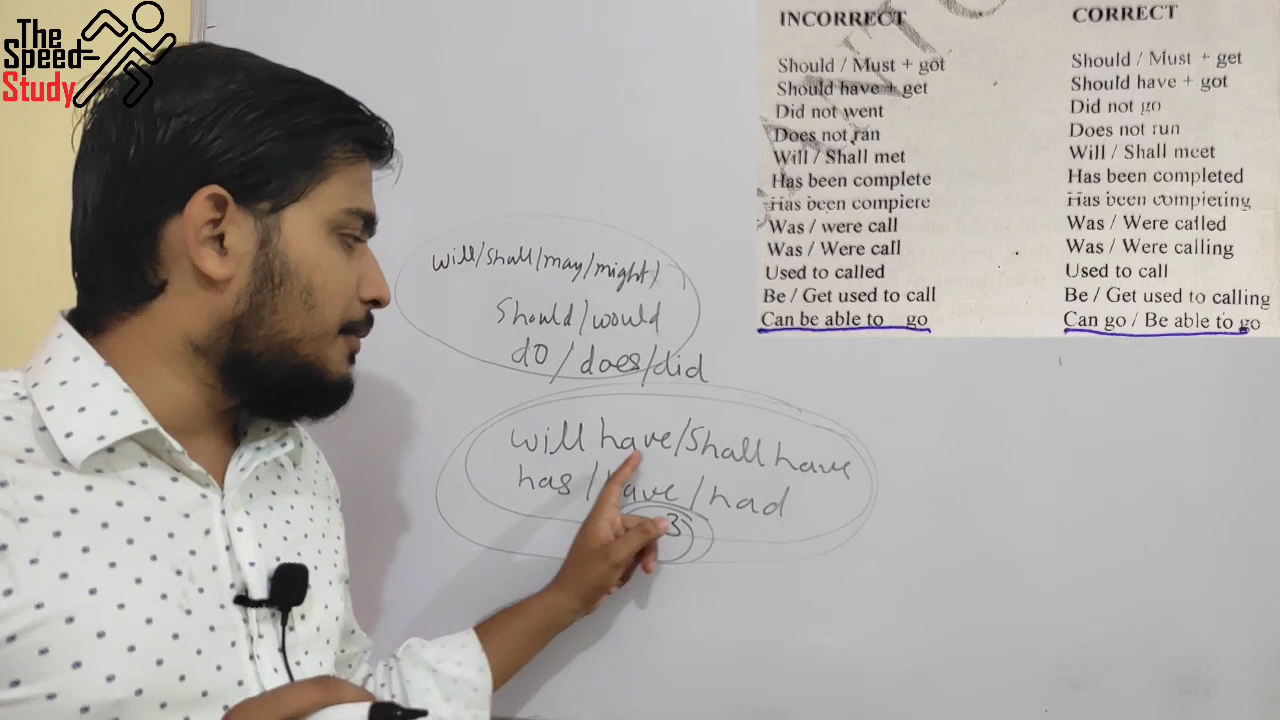 The
Speed
Study
INCORRECT
Should / Must + got
Should have + get
Did not went
Does not ran
Will / Shall met
Has been complete
Has been compiere
Was / were call
Was / Were call
Used to called
Be / Get used to call
Can be able to go
CORRECT
Should / Must + get
Should have + got
Did not go
Does not run
Will / Shall meet
Has been completed
Has been completing
Was / Were called
Was / Were calling
Used to call
Be / Get used to calling
Can go / Be able to go
will/shall/may/might/
Should/would
do/does/did
will have/Shall have
has/have/had
3